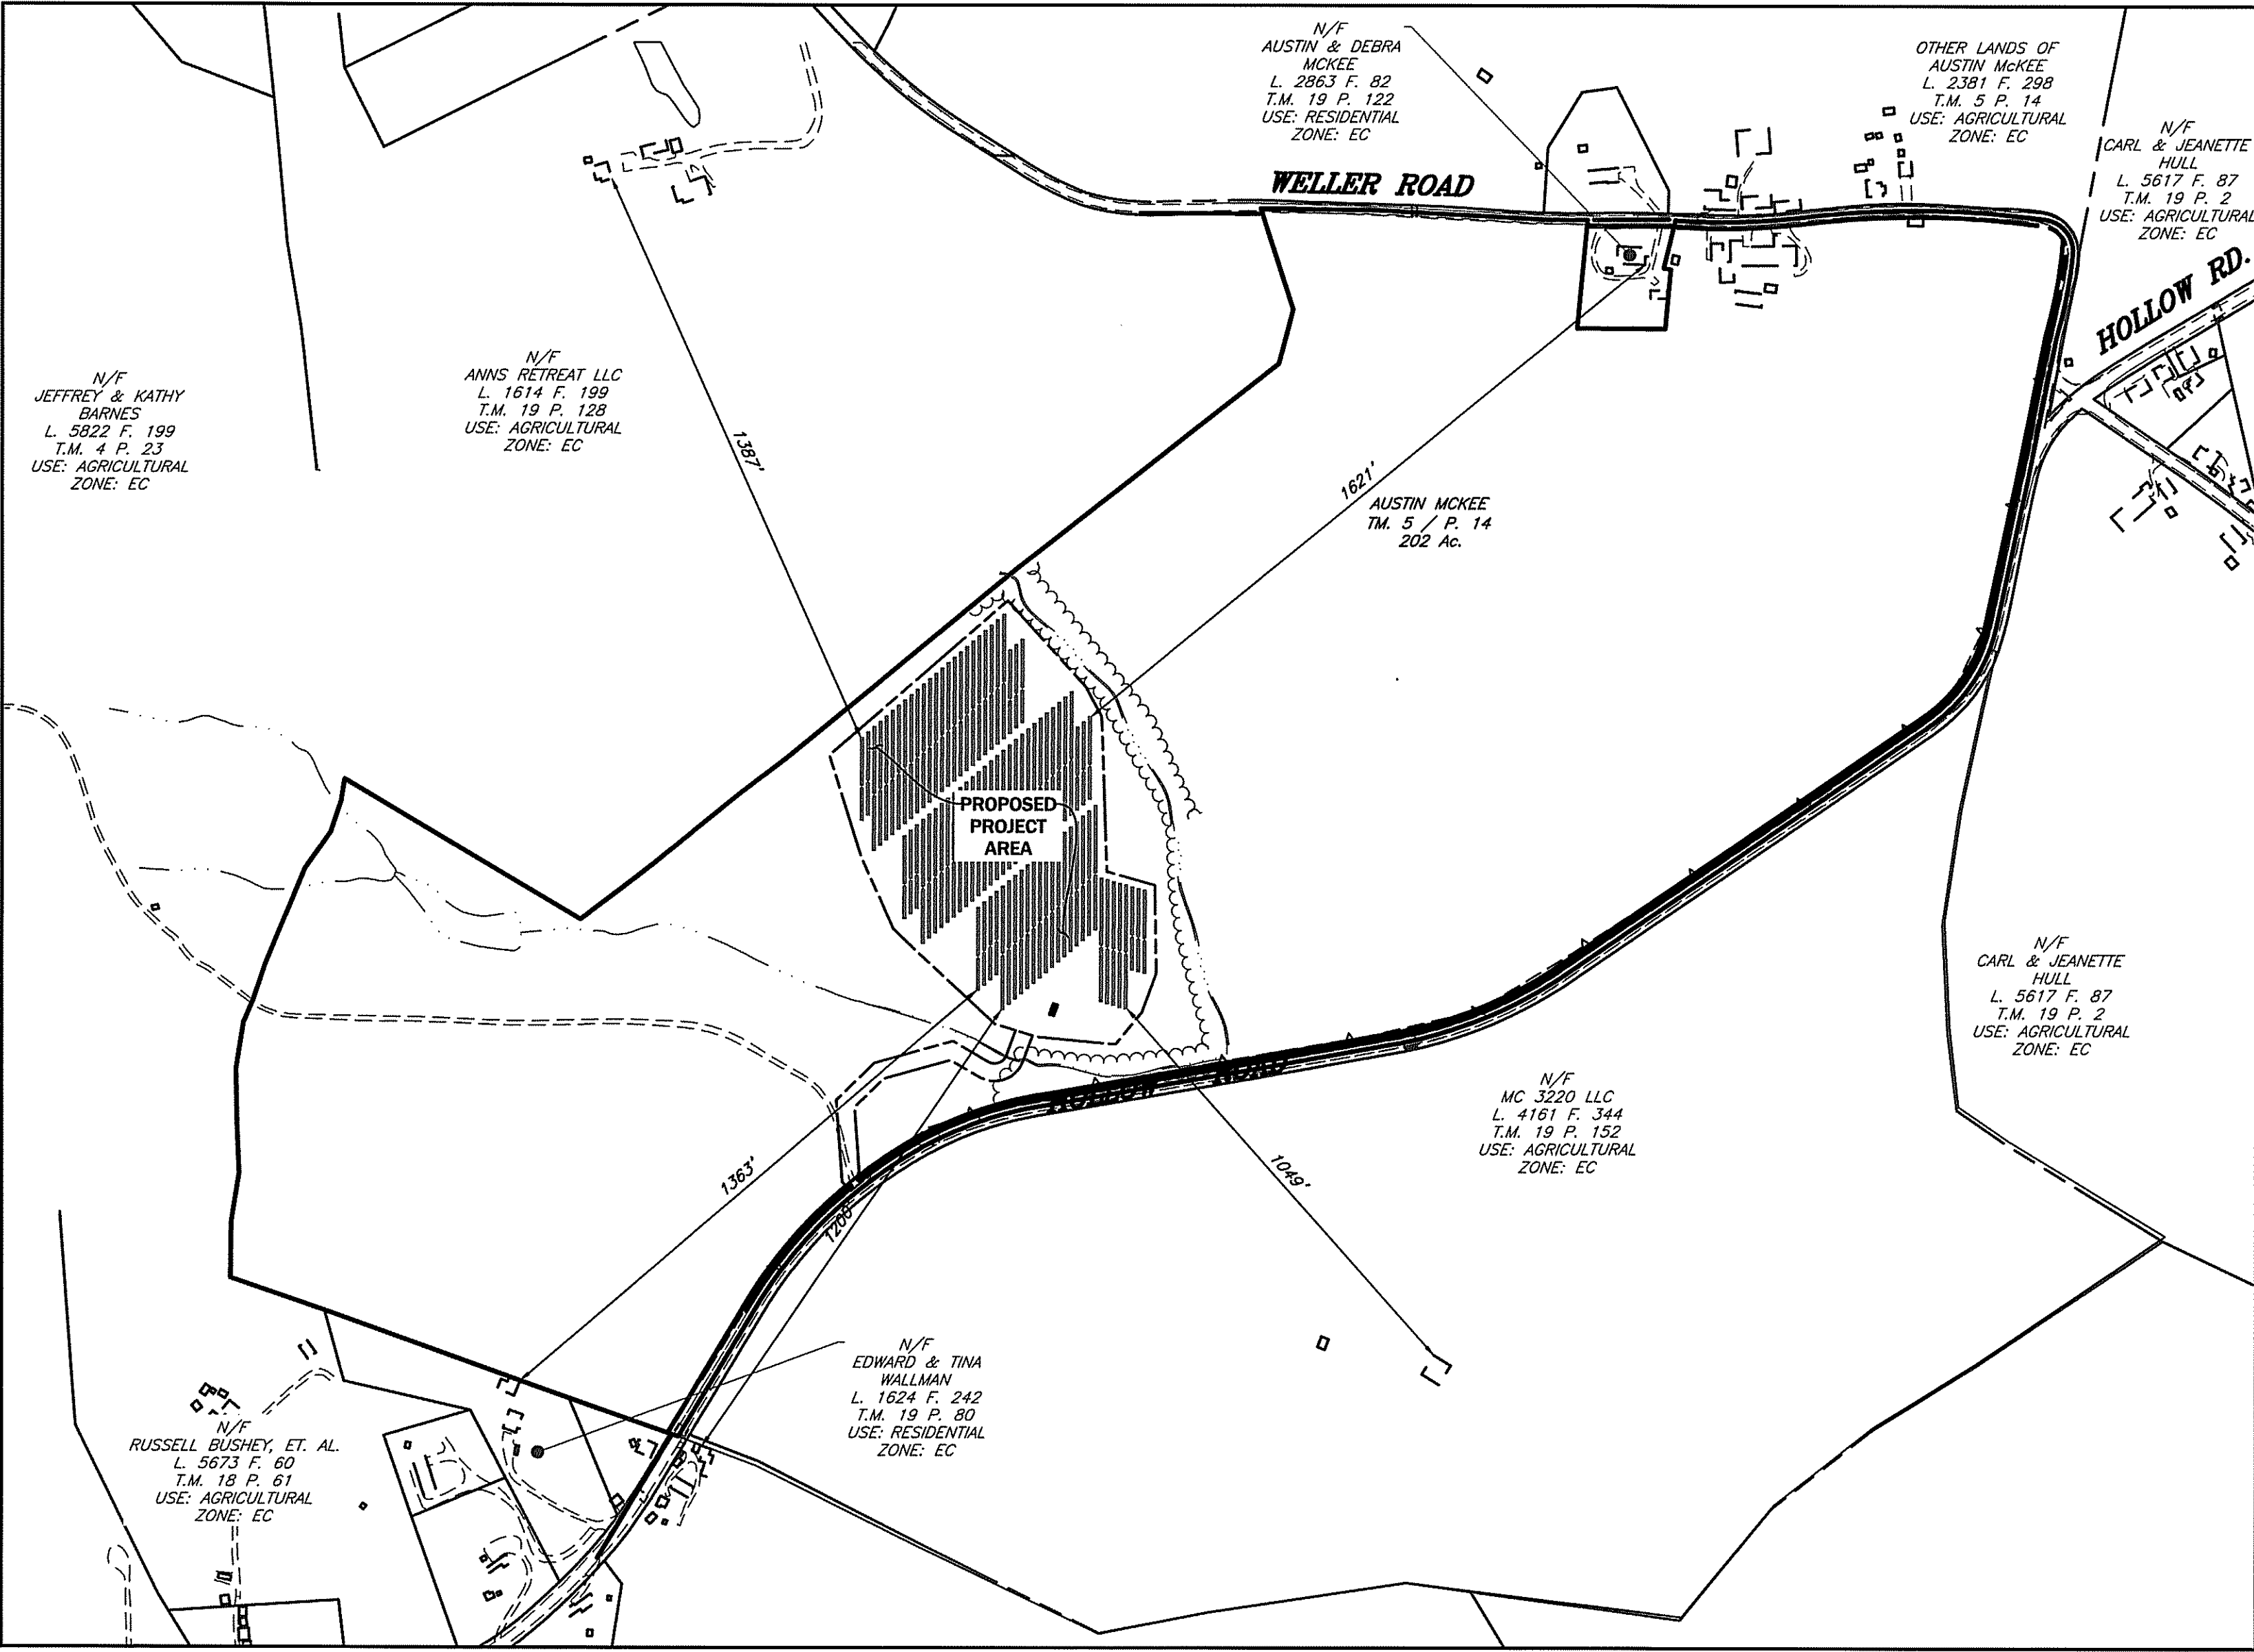 N/F
AUSTIN & DEBRA
MCKEE
L. 2863 F. 82
T.M. 19 P. 122
USE: RESIDENTIAL
ZONE: EC
OTHER LANDS OF
AUSTIN McKEE
L. 2381 F. 298
T.M. 5 P. 14
USE: AGRICULTURAL
ZONE: EC
N/F
CARL & JEANETTE
HULL
L. 5617 F. 87
T.M. 19 P. 2
USE: AGRICULTURAL
ZONE: EC
WELLER ROAD
HOLLOW RD.
N/F
JEFFREY & KATHY
BARNES
L. 5822 F. 199
T.M. 4 P. 23
USE: AGRICULTURAL
ZONE: EC
N/F
ANNS RETREAT LLC
L. 1614 F. 199
T.M. 19 P. 128
USE: AGRICULTURAL
ZONE: EC
1387'
1621'
AUSTIN MCKEE
TM. 5 / P. 14
202 Ac.
PROPOSED
PROJECT
AREA
N/F
CARL & JEANETTE
HULL
L. 5617 F. 87
T.M. 19 P. 2
USE: AGRICULTURAL
ZONE: EC
HOLLOW ROAD
N/F
MC 3220 LLC
L. 4161 F. 344
T.M. 19 P. 152
USE: AGRICULTURAL
ZONE: EC
1363'
1200'
1049'
N/F
EDWARD & TINA
WALLMAN
L. 1624 F. 242
T.M. 19 P. 80
USE: RESIDENTIAL
ZONE: EC
N/F
RUSSELL BUSHEY, ET. AL.
L. 5673 F. 60
T.M. 18 P. 61
USE: AGRICULTURAL
ZONE: EC